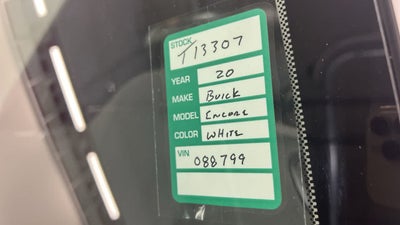 STOCK T13307
YEAR 20
MAKE Buick
MODEL Encore
COLOR White
VIN 088799